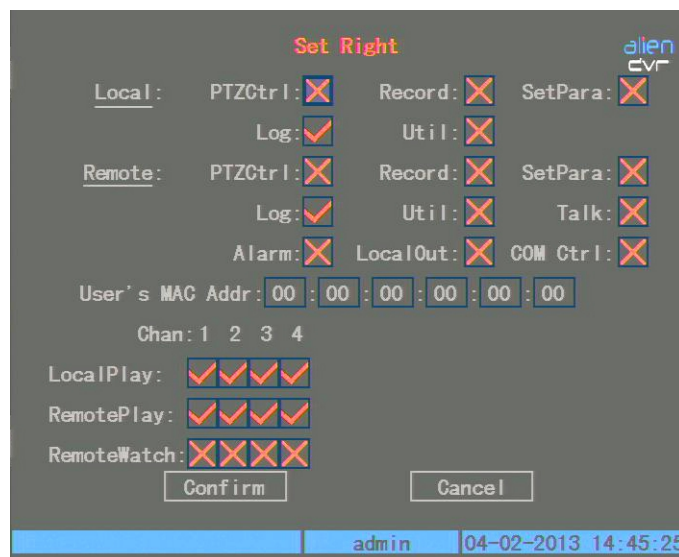 Set Right
alien
dvr
Local: PTZCtrl: Record: SetPara:
Log: Util:
Remote: PTZCtrl: Record: SetPara:
Log: Util: Talk:
Alarm: LocalOut: COM Ctrl:
User's MAC Addr: 00 : 00 : 00 : 00 : 00 : 00
Chan: 1 2 3 4
LocalPlay:
RemotePlay:
RemoteWatch:
Confirm Cancel
admin 04-02-2013 14:45:25